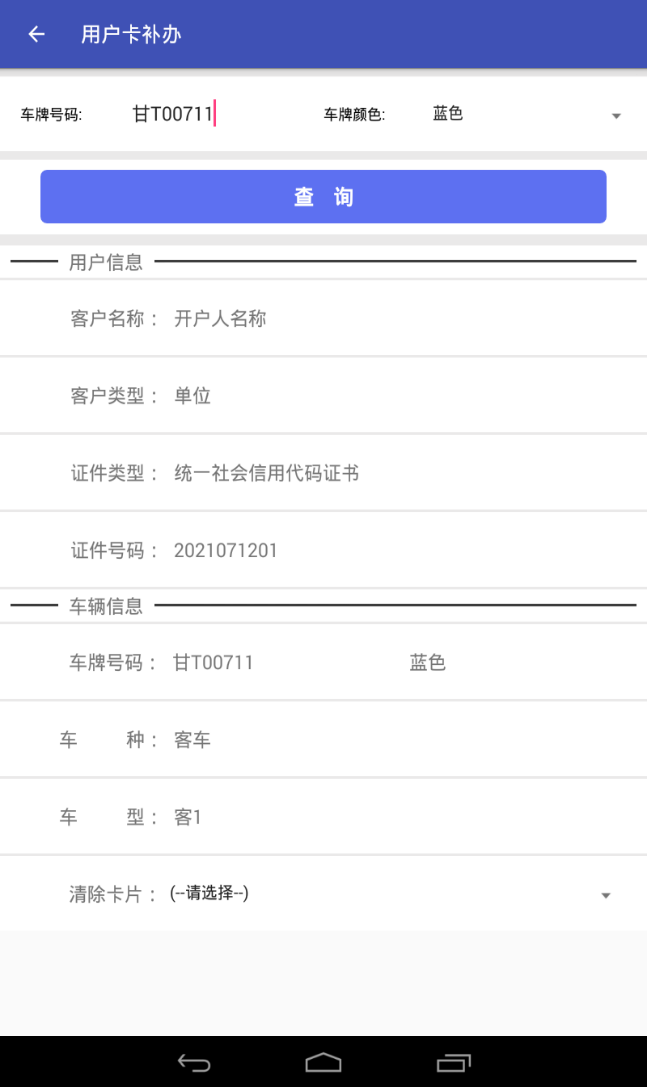 用户卡补办
车牌号码: 甘T00711 车牌颜色: 蓝色
查 询
用户信息
客户名称： 开户人名称
客户类型： 单位
证件类型： 统一社会信用代码证书
证件号码： 2021071201
车辆信息
车牌号码： 甘T00711 蓝色
车 种： 客车
车 型： 客1
清除卡片： (--请选择--)